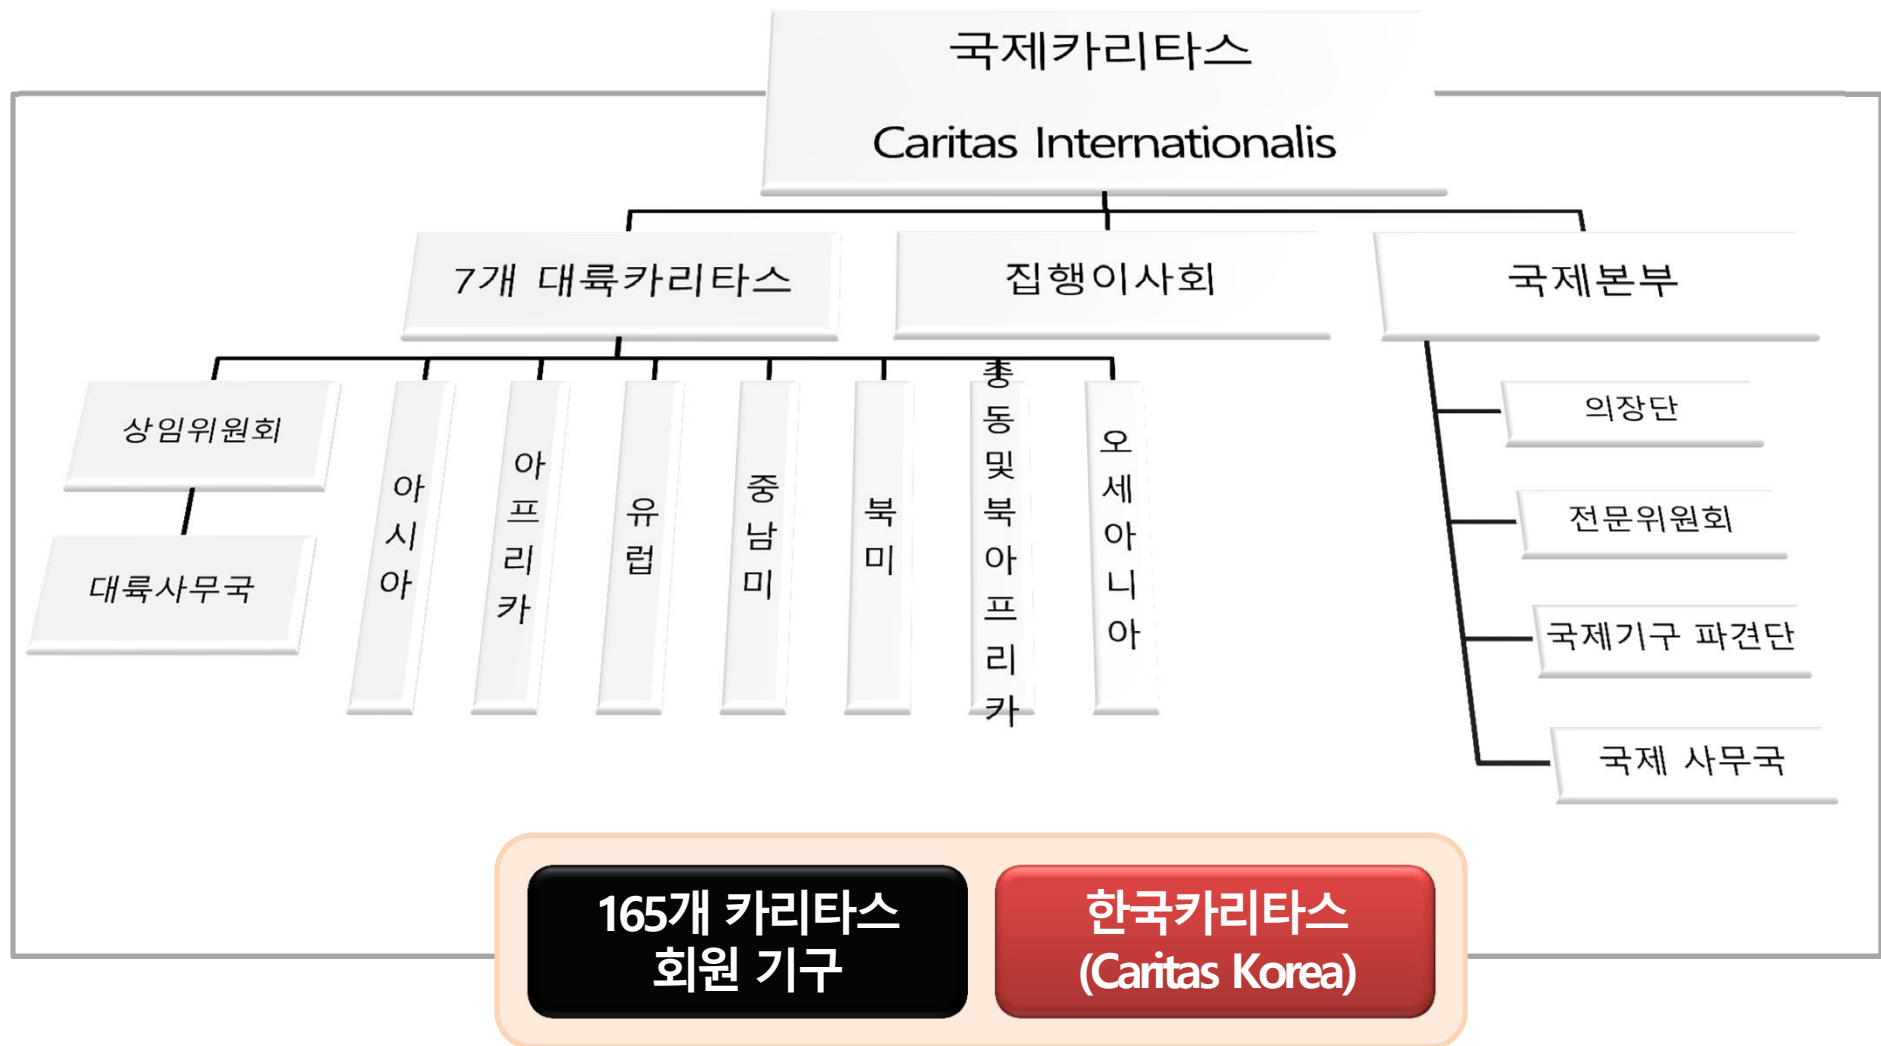 국제카리타스
Caritas Internationalis
7개 대륙카리타스
집행이사회
국제본부
상임위원회
대륙사무국
아시아
아프리카
유럽
중남미
북미
중동및북아프리카
오세아니아
의장단
전문위원회
국제기구 파견단
국제 사무국
165개 카리타스
회원 기구
한국카리타스
(Caritas Korea)